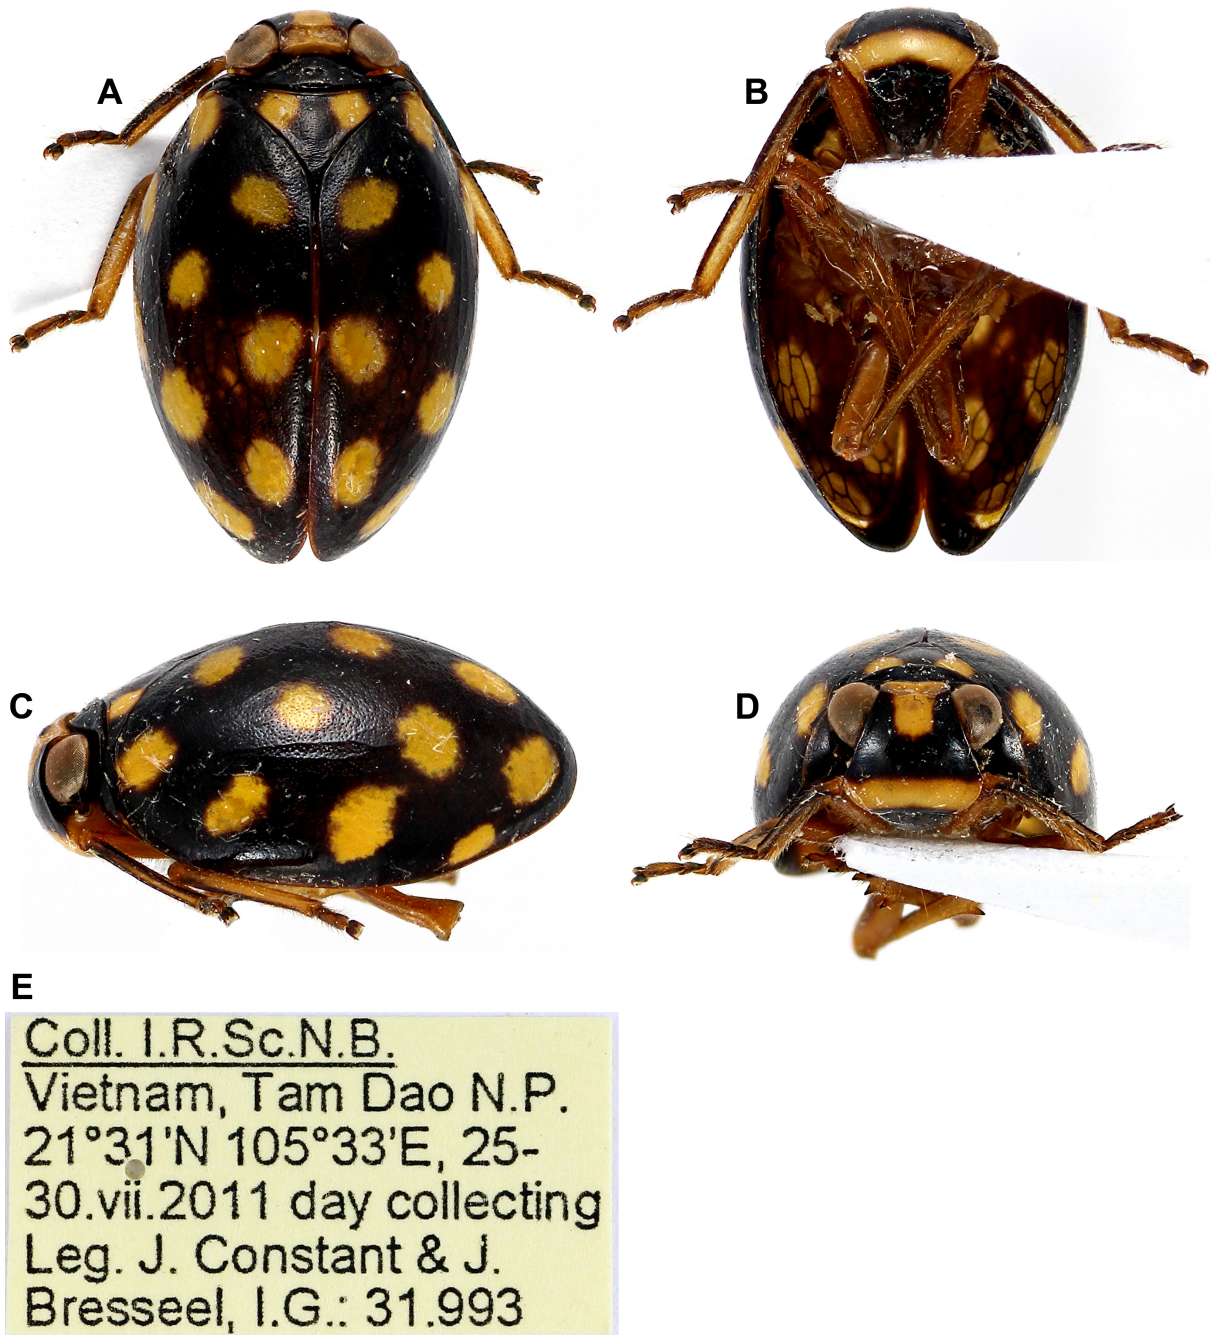 A
B
C
D
E
Coll. I.R.Sc.N.B.
Vietnam, Tam Dao N.P.
21°31'N 105°33'E, 25-
30.vii.2011 day collecting
Leg. J. Constant & J.
Bresseel, I.G.: 31.993